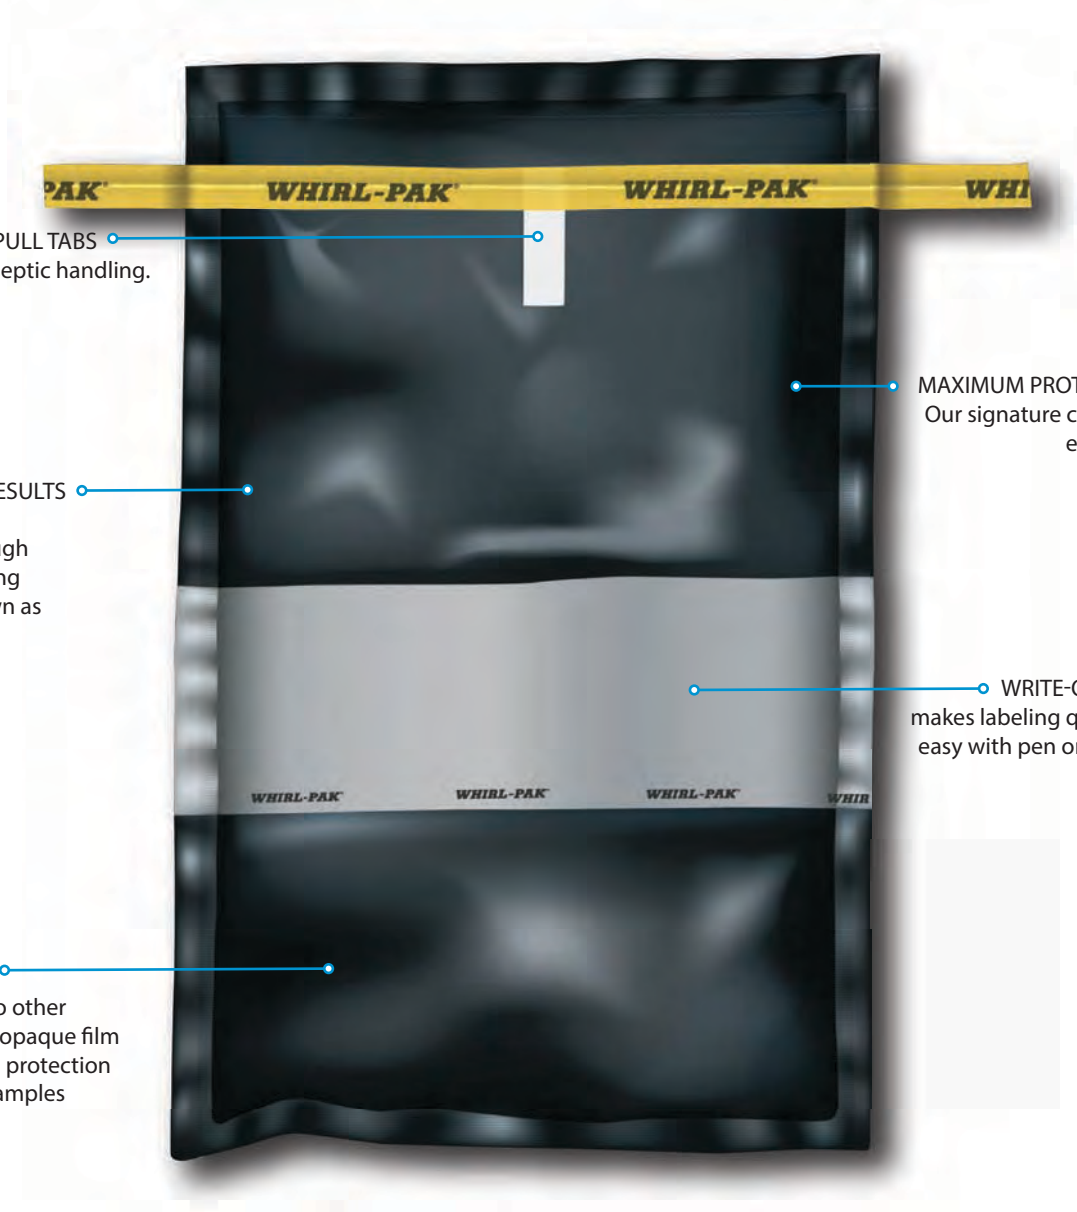 PAK® WHIRL-PAK® WHIRL-PAK® WHI
PULL TABS
eptic handling.
MAXIMUM PROT
Our signature c
e
ESULTS
gh
ng
n as
WRITE-O
makes labeling q
easy with pen or
WHIRL-PAK® WHIRL-PAK® WHIRL-PAK® WHIR
o other
opaque film
protection
amples